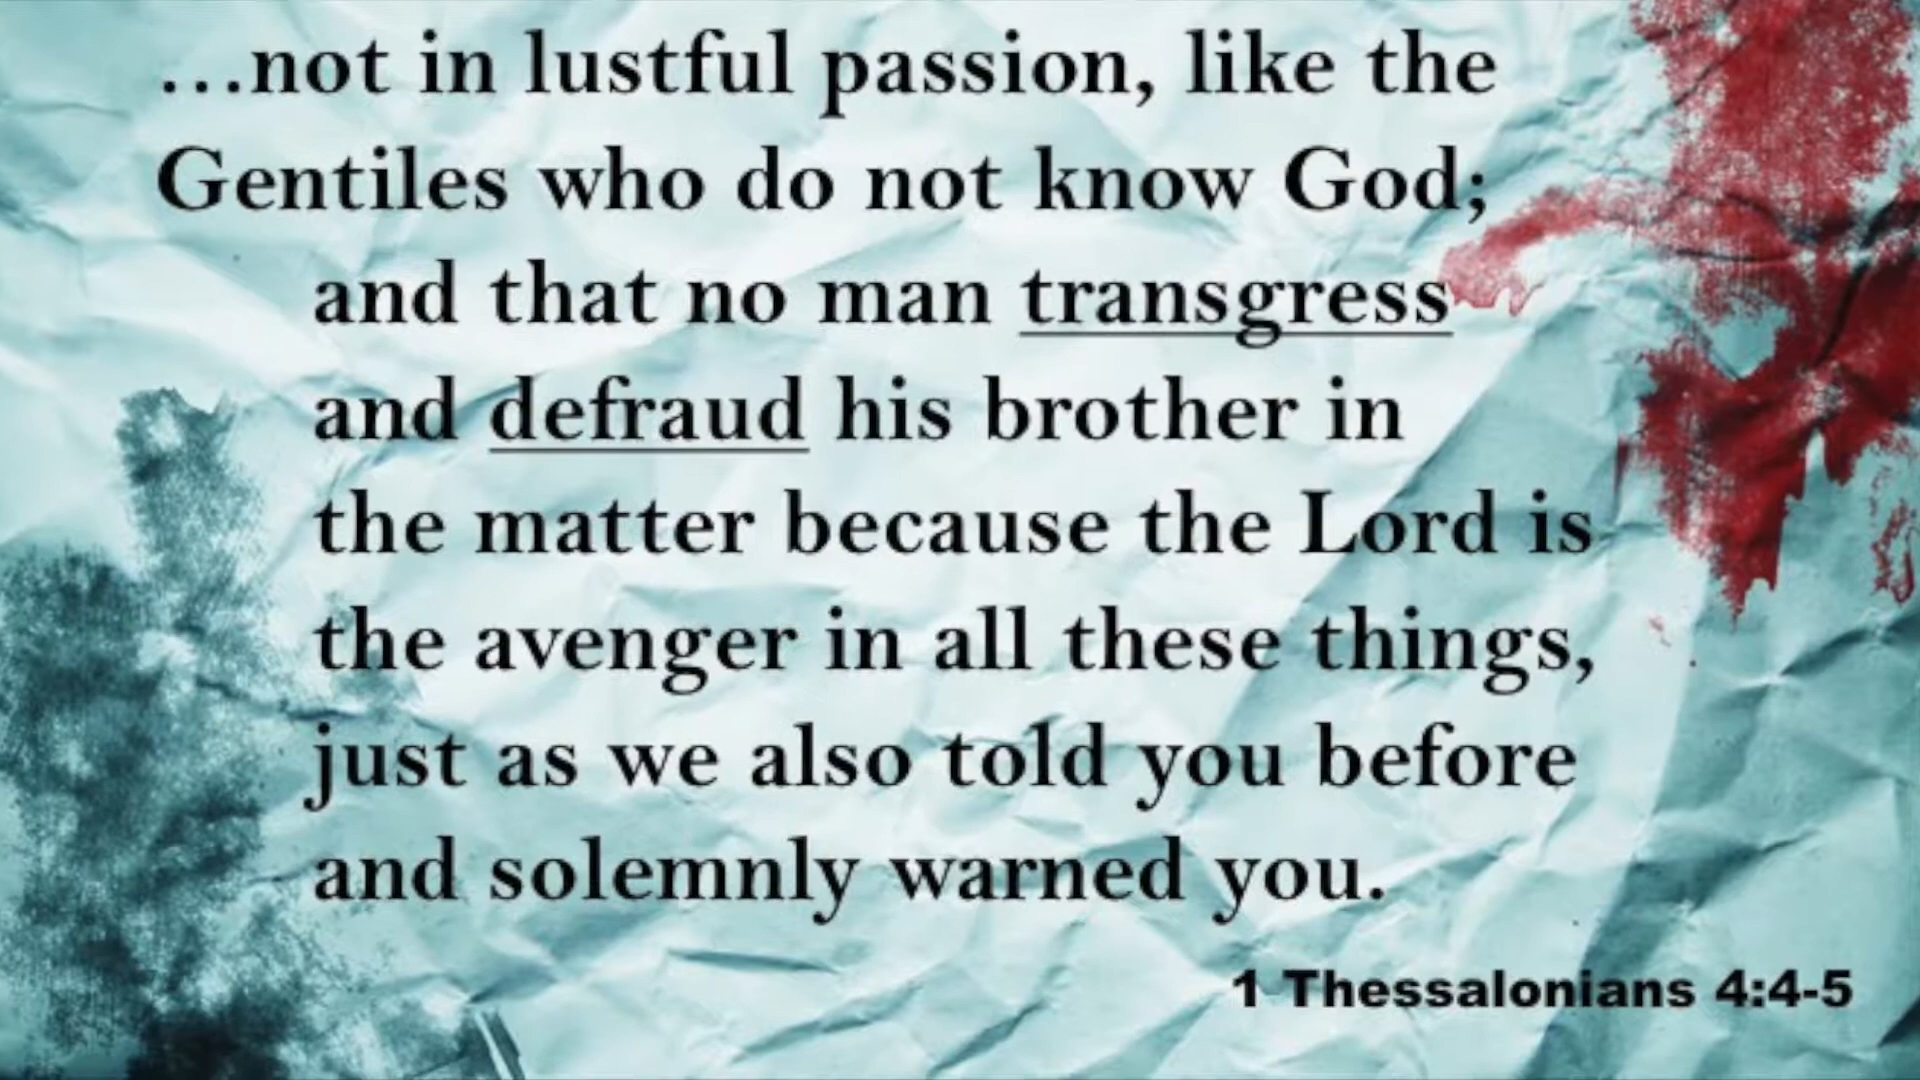 ...not in lustful passion, like the
Gentiles who do not know God;
and that no man transgress
and defraud his brother in
the matter because the Lord is
the avenger in all these things,
just as we also told you before
and solemnly warned you.
1 Thessalonians 4:4-5